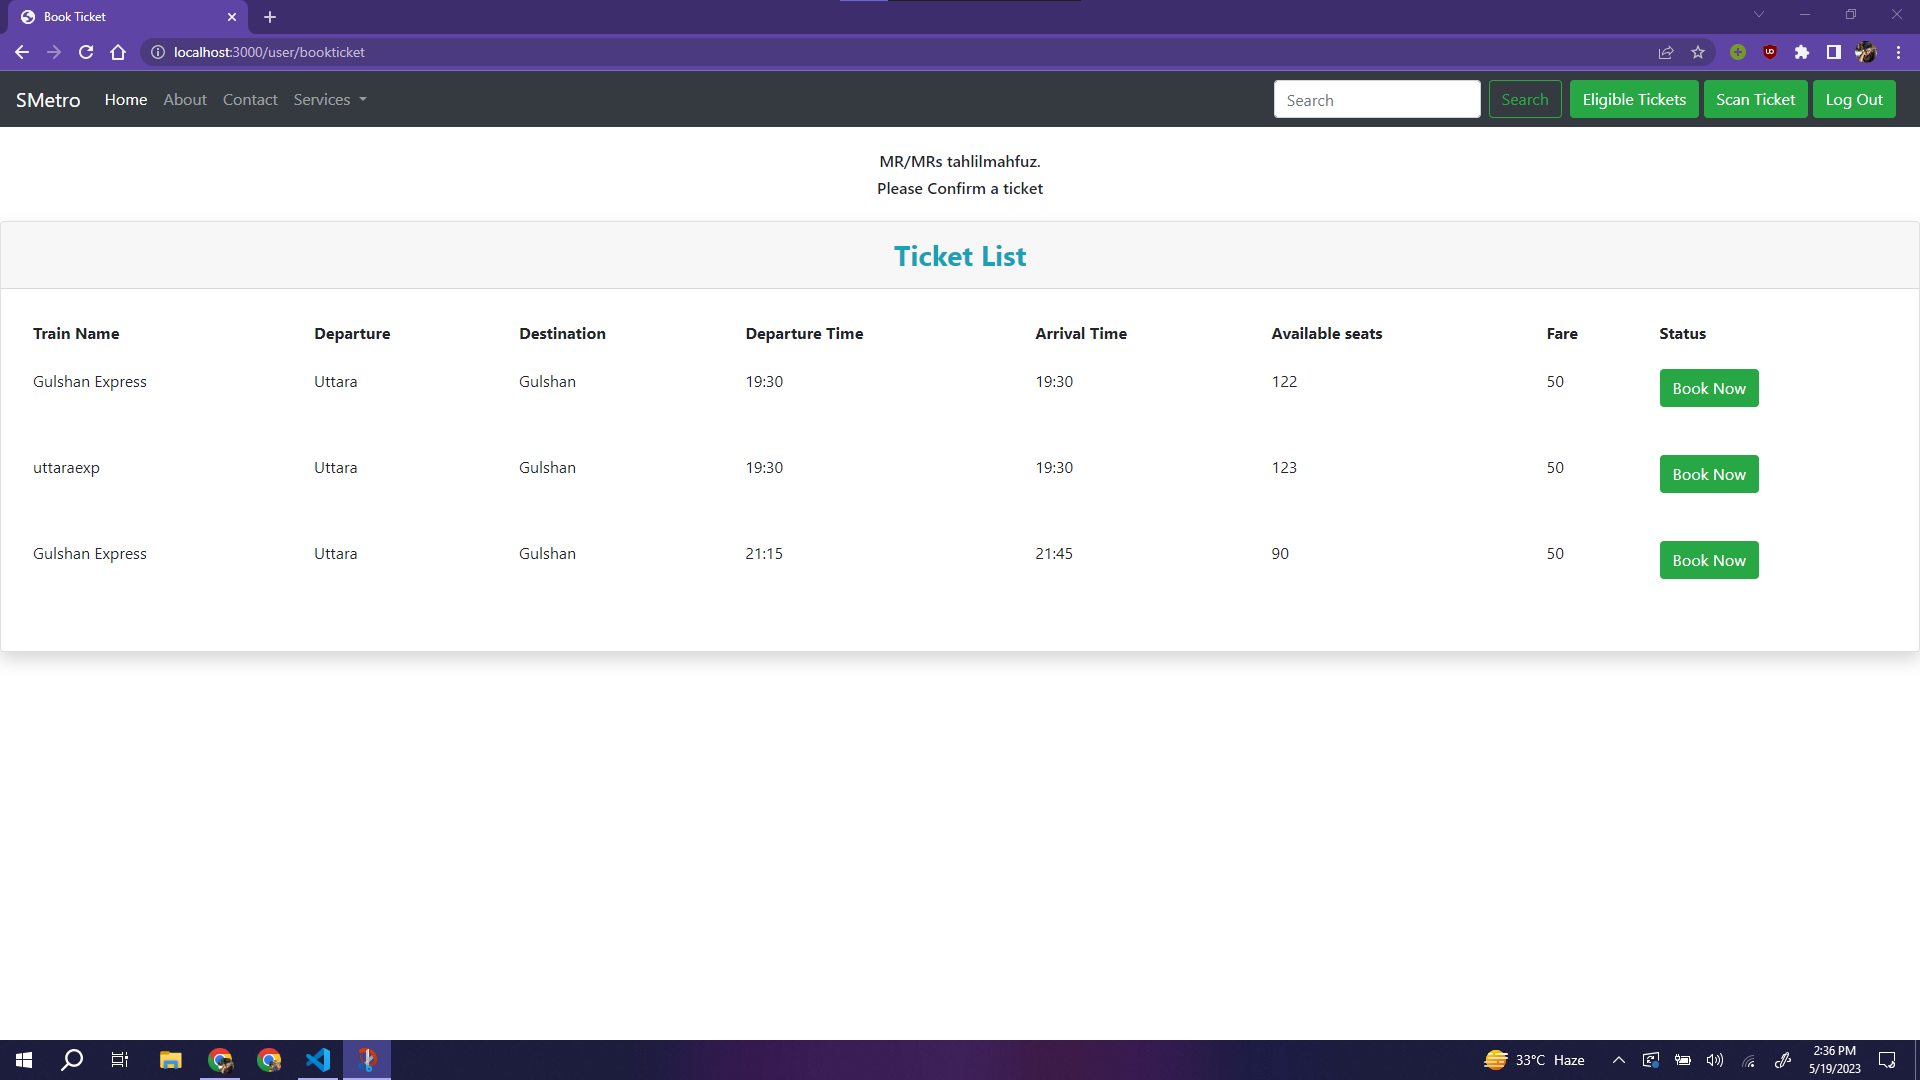 Book Ticket
localhost:3000/user/bookticket
SMetro Home About Contact Services Search Search Eligible Tickets Scan Ticket Log Out
MR/MRs tahlilmahfuz.
Please Confirm a ticket
Ticket List
Train Name Departure Destination Departure Time Arrival Time Available seats Fare Status
Gulshan Express Uttara Gulshan 19:30 19:30 122 50 Book Now
uttaraexp Uttara Gulshan 19:30 19:30 123 50 Book Now
Gulshan Express Uttara Gulshan 21:15 21:45 90 50 Book Now
33°C Haze
2:36 PM
5/19/2023